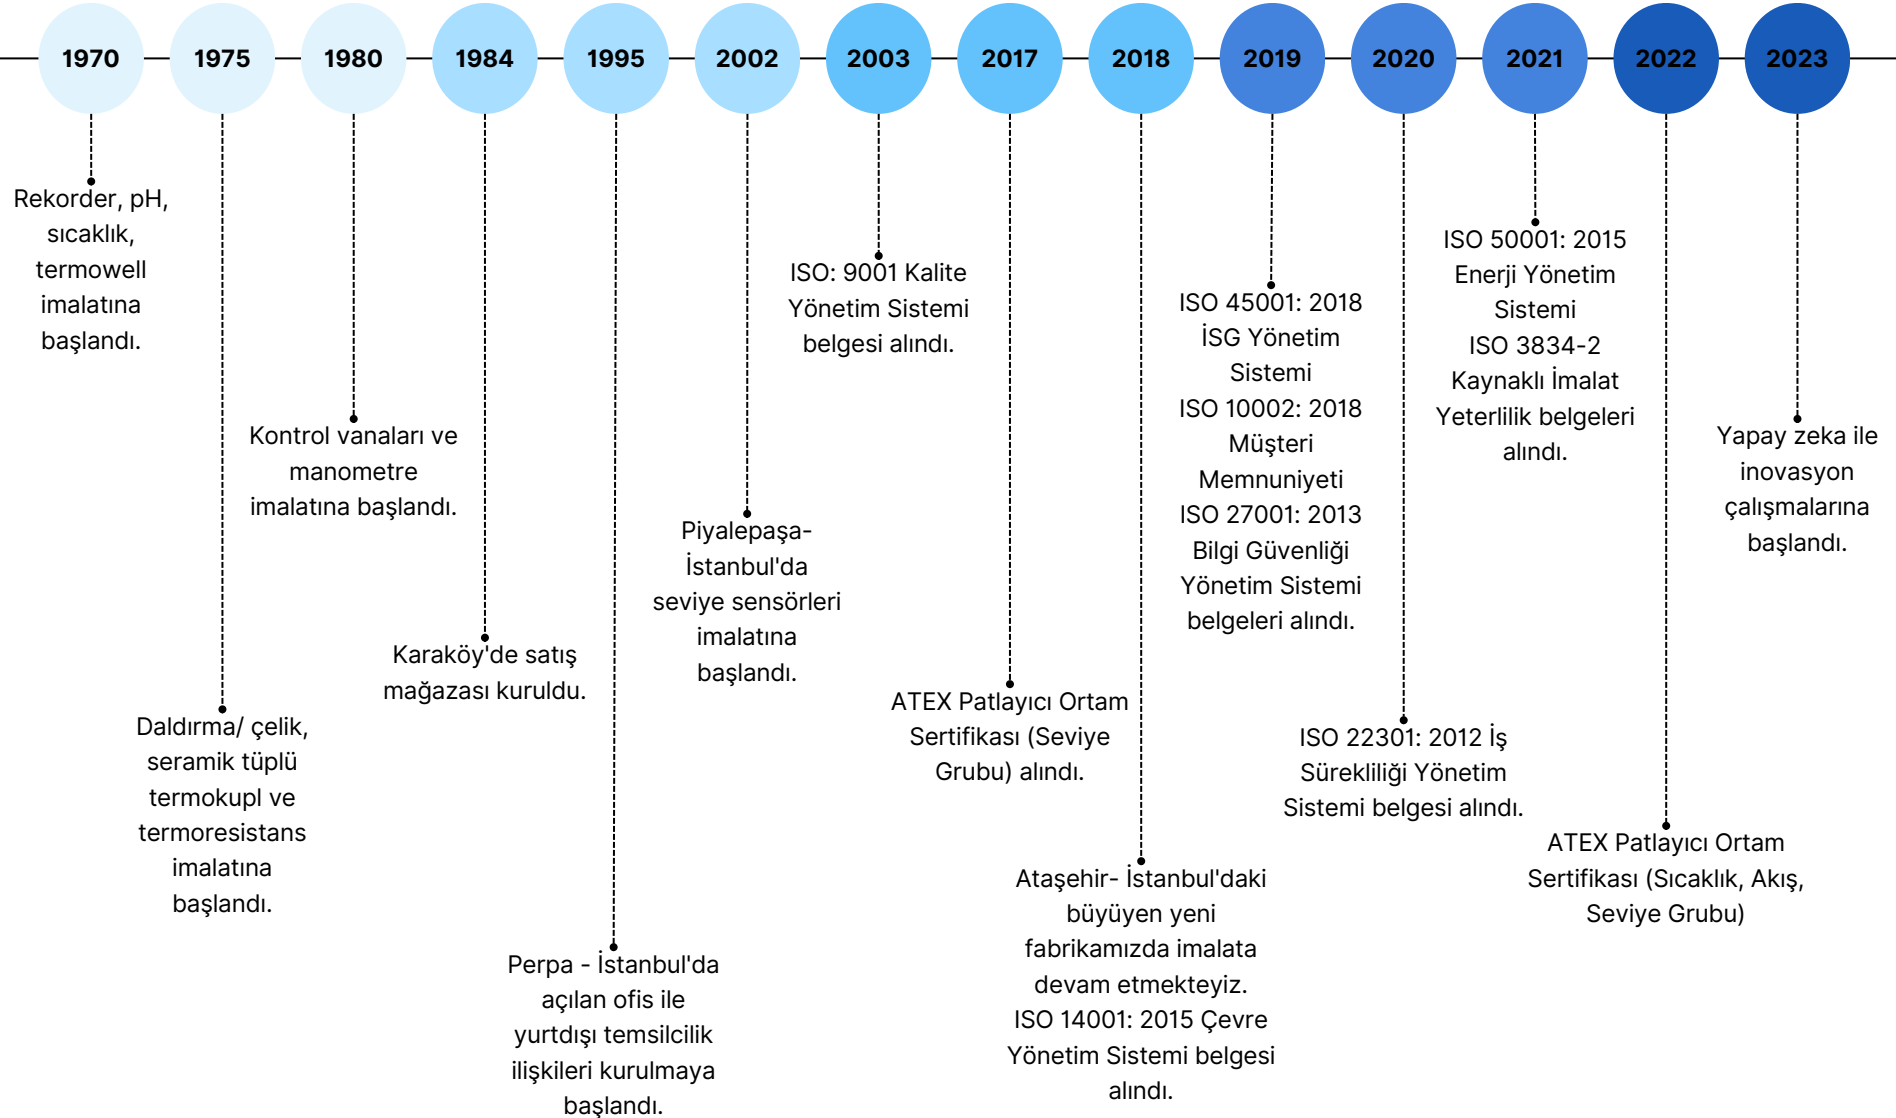 1970
1975
1980
1984
1995
2002
2003
2017
2018
2019
2020
2021
2022
2023
Rekorder, pH,
sıcaklık,
termowell
imalatına
başlandı.
Daldırma/ çelik,
seramik tüplü
termokupl ve
termoresistans
imalatına
başlandı.
Kontrol vanaları ve
manometre
imalatına başlandı.
Karaköy'de satış
mağazası kuruldu.
Perpa - İstanbul'da
açılan ofis ile
yurtdışı temsilcilik
ilişkileri kurulmaya
başlandı.
Piyalepaşa-
İstanbul'da
seviye sensörleri
imalatına
başlandı.
ISO: 9001 Kalite
Yönetim Sistemi
belgesi alındı.
ATEX Patlayıcı Ortam
Sertifikası (Seviye
Grubu) alındı.
Ataşehir- İstanbul'daki
büyüyen yeni
fabrikamızda imalata
devam etmekteyiz.
ISO 14001: 2015 Çevre
Yönetim Sistemi belgesi
alındı.
ISO 45001: 2018
İSG Yönetim
Sistemi
ISO 10002: 2018
Müşteri
Memnuniyeti
ISO 27001: 2013
Bilgi Güvenliği
Yönetim Sistemi
belgeleri alındı.
ISO 22301: 2012 İş
Sürekliliği Yönetim
Sistemi belgesi alındı.
ISO 50001: 2015
Enerji Yönetim
Sistemi
ISO 3834-2
Kaynaklı İmalat
Yeterlilik belgeleri
alındı.
ATEX Patlayıcı Ortam
Sertifikası (Sıcaklık, Akış,
Seviye Grubu)
Yapay zeka ile
inovasyon
çalışmalarına
başlandı.